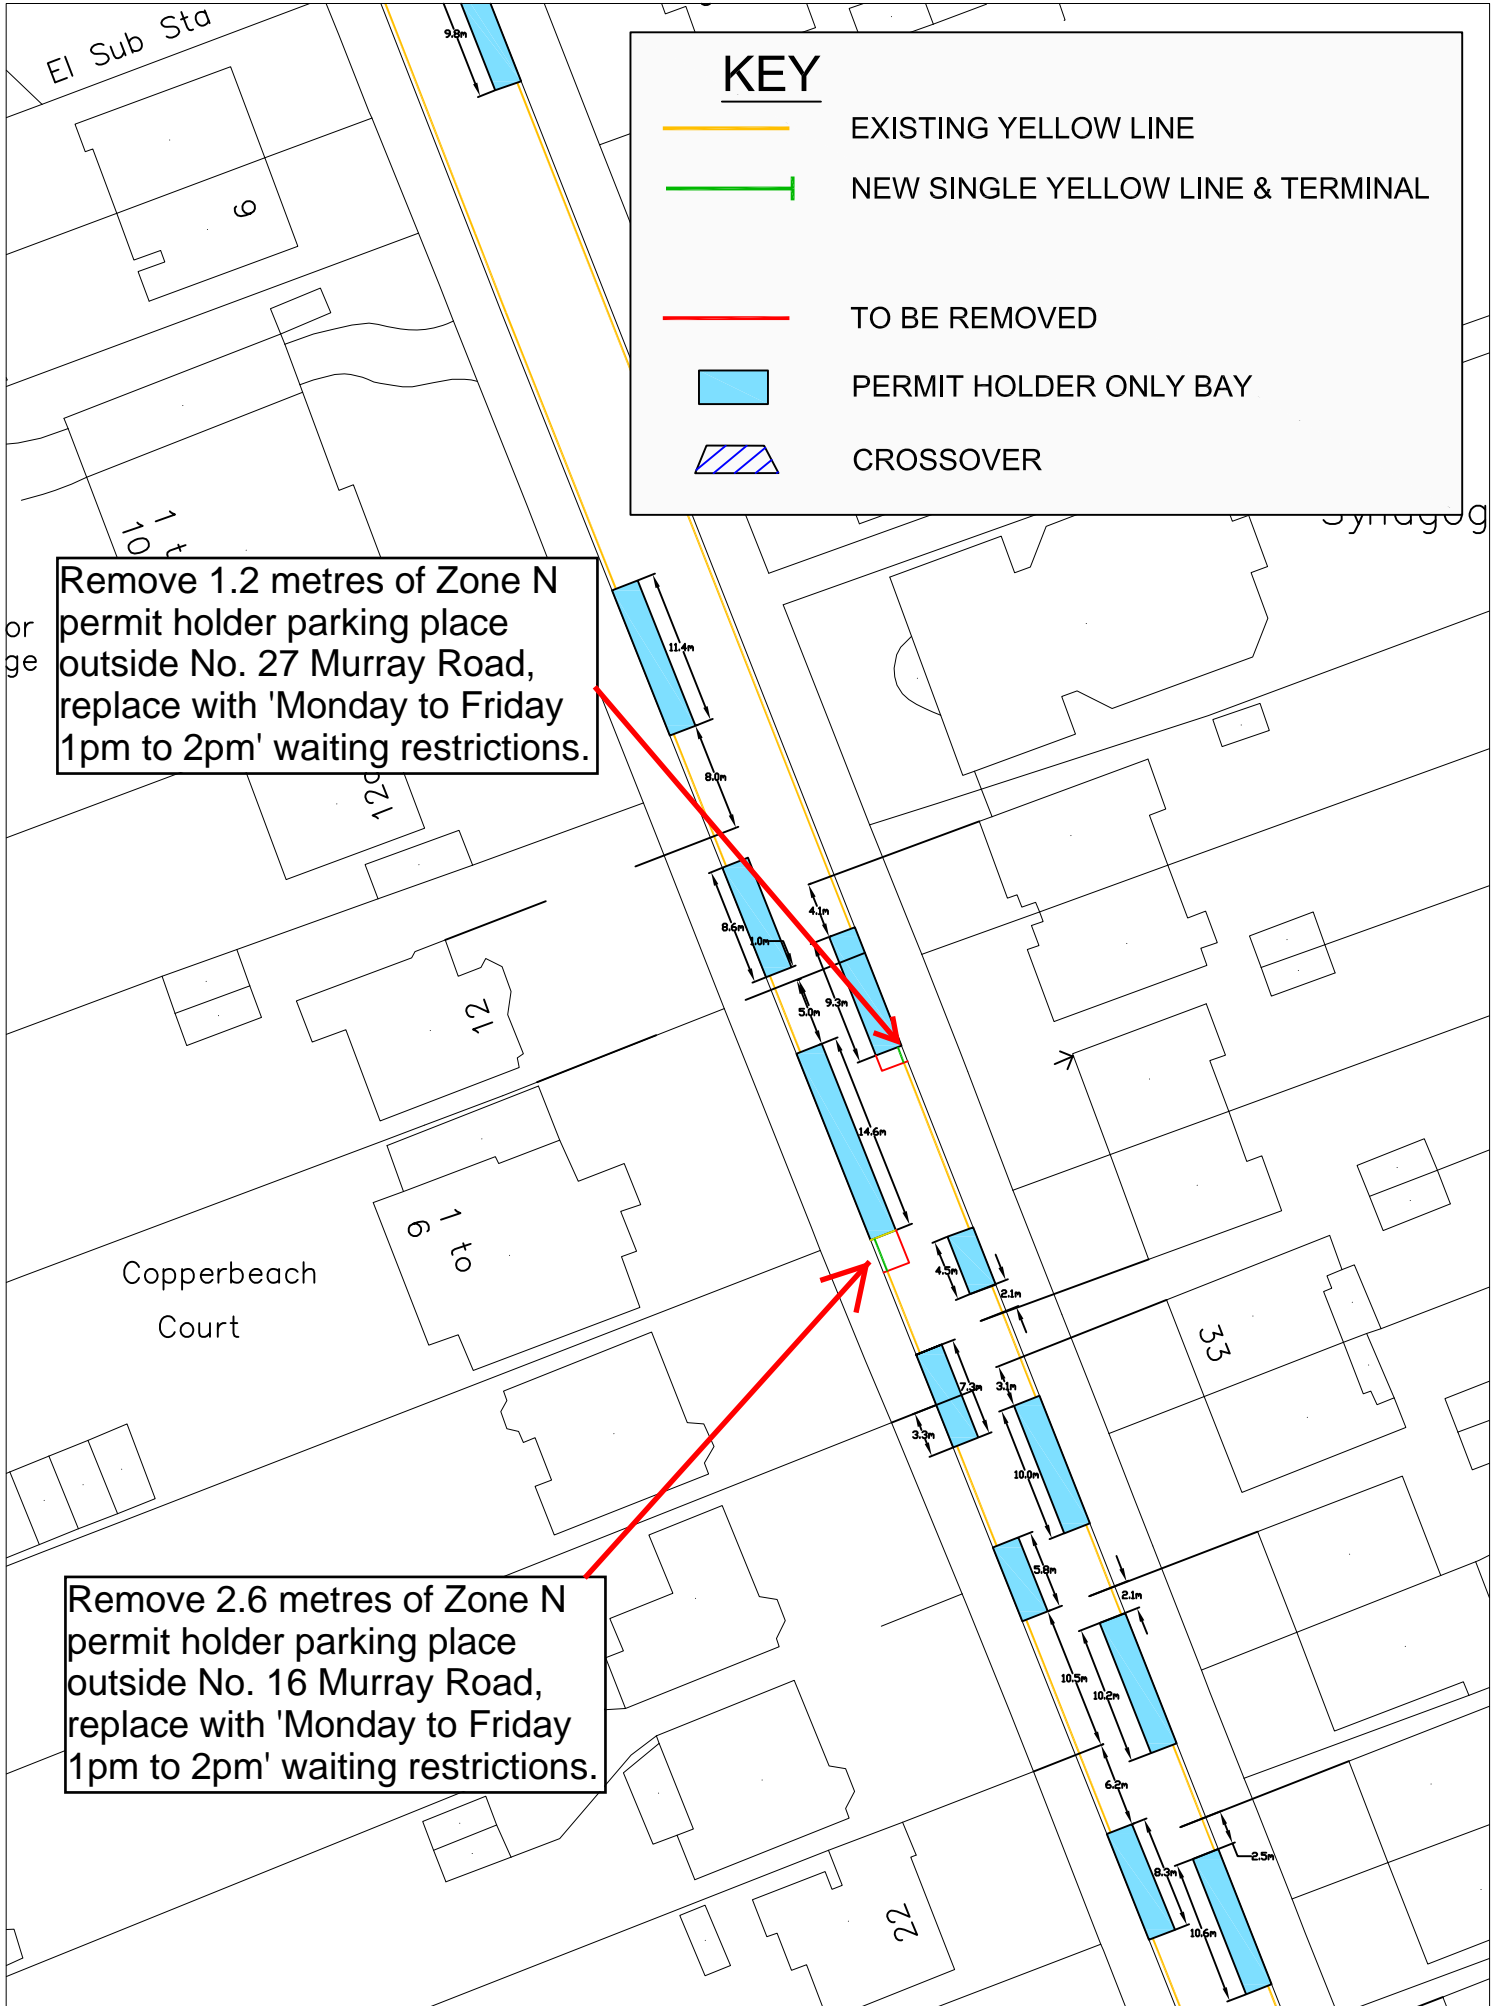 El Sub Sta
9.8m
KEY
EXISTING YELLOW LINE
NEW SINGLE YELLOW LINE & TERMINAL
TO BE REMOVED
PERMIT HOLDER ONLY BAY
CROSSOVER
9
Synagog
1 t
10
or
ge
Remove 1.2 metres of Zone N
permit holder parking place
outside No. 27 Murray Road,
replace with 'Monday to Friday
1pm to 2pm' waiting restrictions.
11.4m
8.0m
4.1m
8.6m
1.0m
9.3m
5.0m
12
14.6m
1 to
6
Copperbeach
Court
4.5m
2.1m
33
7.3m
3.1m
3.3m
10.0m
5.8m
2.1m
Remove 2.6 metres of Zone N
permit holder parking place
outside No. 16 Murray Road,
replace with 'Monday to Friday
1pm to 2pm' waiting restrictions.
10.5m
10.2m
6.2m
2.5m
8.3m
10.6m
22